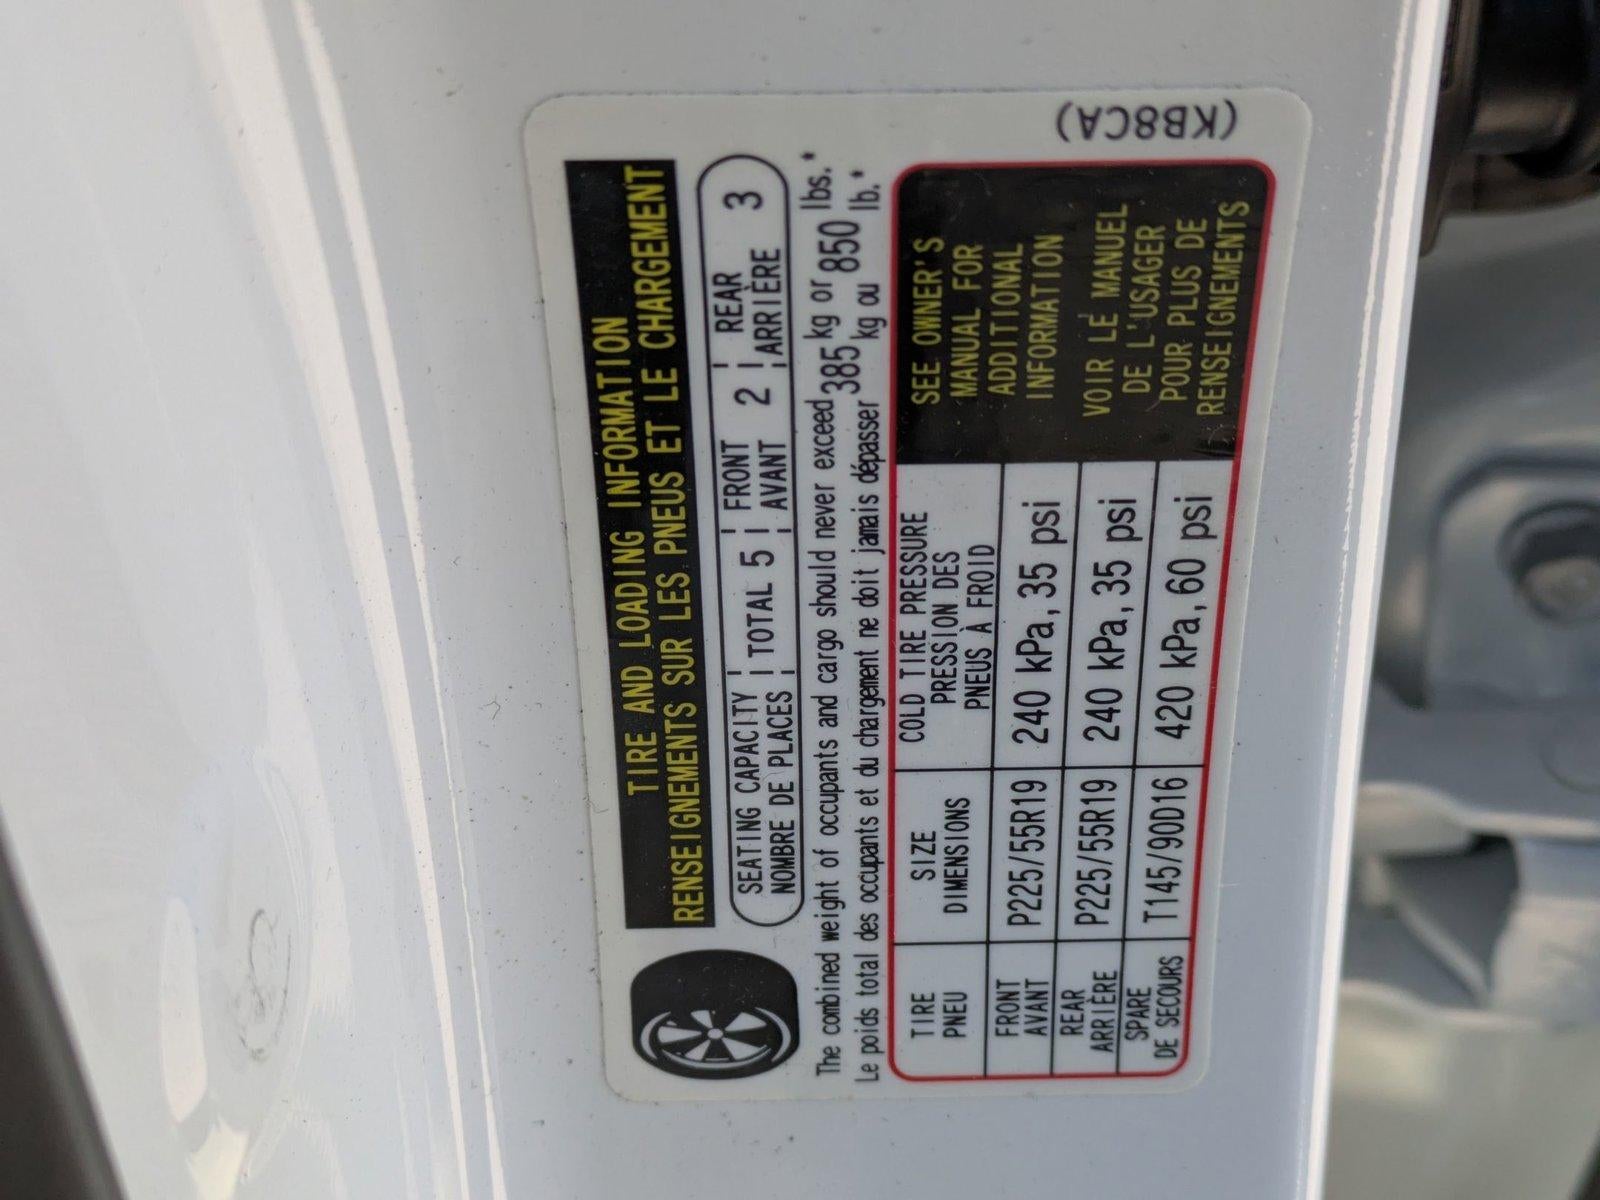 (KB8CA)
TIRE AND LOADING INFORMATION
RENSEIGNEMENTS SUR LES PNEUS ET LE CHARGEMENT
SEATING CAPACITY TOTAL 5 FRONT 2 REAR 3
NOMBRE DE PLACES AVANT ARRIÈRE
The combined weight of occupants and cargo should never exceed 385 kg or 850 lbs.*
Le poids total des occupants et du chargement ne doit jamais dépasser kg ou lb.*
TIRE SIZE COLD TIRE PRESSURE
PNEU DIMENSIONS PRESSION DES
PNEUS À FROID
FRONT P225/55R19 240 kPa, 35 psi
AVANT
REAR P225/55R19 240 kPa, 35 psi
ARRIÈRE
SPARE T145/90D16 420 kPa, 60 psi
DE SECOURS
SEE OWNER'S
MANUAL FOR
ADDITIONAL
INFORMATION
VOIR LE MANUEL
DE L'USAGER
POUR PLUS DE
RENSEIGNEMENTS